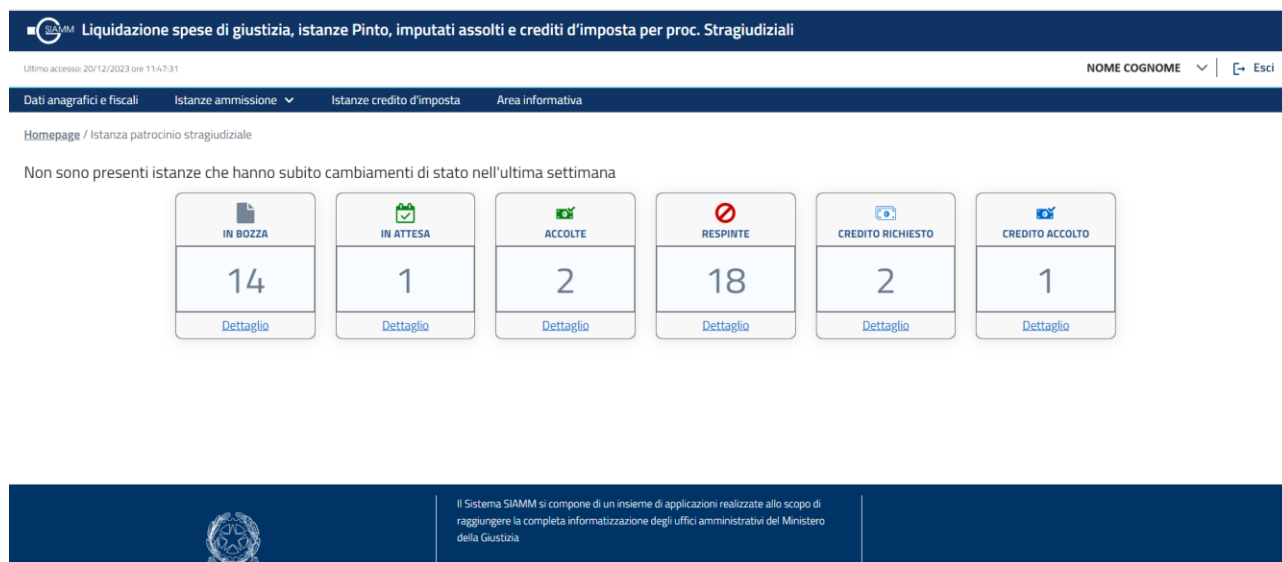 SIAMM Liquidazione spese di giustizia, istanze Pinto, imputati assolti e crediti d'imposta per proc. Stragiudiziali
Ultimo accesso: 20/12/2023 ore 11:47:31
NOME COGNOME
Esci
Dati anagrafici e fiscali
Istanze ammissione
Istanze credito d'imposta
Area informativa
Homepage / Istanza patrocinio stragiudiziale
Non sono presenti istanze che hanno subito cambiamenti di stato nell'ultima settimana
IN BOZZA
14
Dettaglio
IN ATTESA
1
Dettaglio
ACCOLTE
2
Dettaglio
RESPINTE
18
Dettaglio
CREDITO RICHIESTO
2
Dettaglio
CREDITO ACCOLTO
1
Dettaglio
Il Sistema SIAMM si compone di un insieme di applicazioni realizzate allo scopo di
raggiungere la completa informatizzazione degli uffici amministrativi del Ministero
della Giustizia